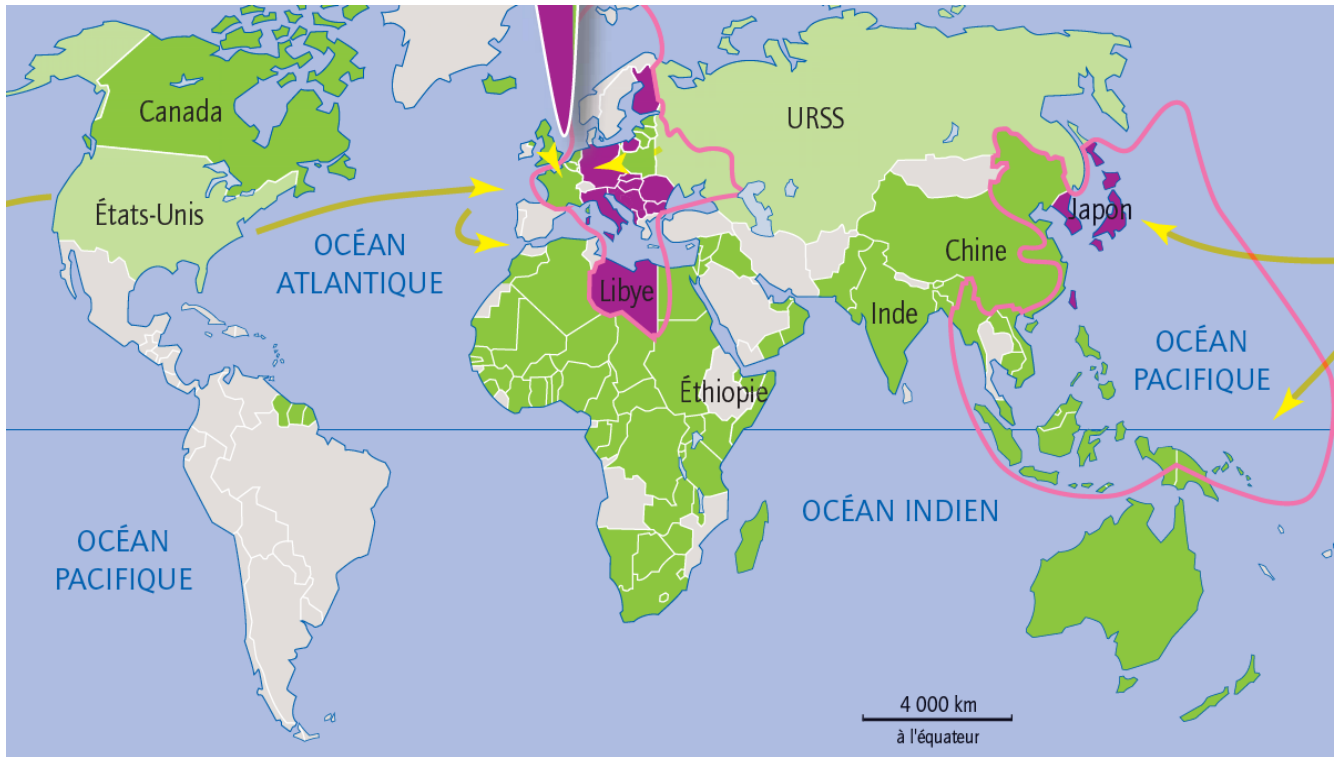 Canada
URSS
États-Unis
Japon
OCÉAN
ATLANTIQUE
Chine
Libye
Inde
OCÉAN
PACIFIQUE
Éthiopie
OCÉAN INDIEN
OCÉAN
PACIFIQUE
4 000 km
à l'équateur